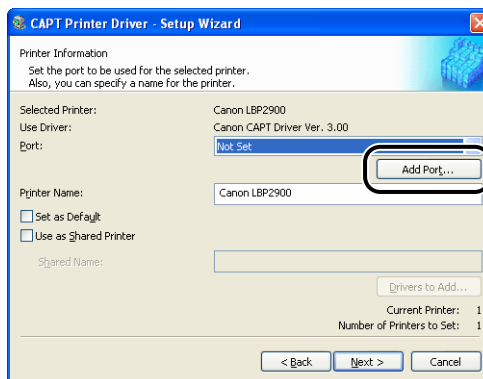 CAPT Printer Driver - Setup Wizard
Printer Information
Set the port to be used for the selected printer.
Also, you can specify a name for the printer.
Selected Printer: Canon LBP2900
Use Driver: Canon CAPT Driver Ver. 3.00
Port: Not Set
Add Port...
Printer Name: Canon LBP2900
Set as Default
Use as Shared Printer
Shared Name:
Drivers to Add...
Current Printer: 1
Number of Printers to Set: 1
< Back Next > Cancel